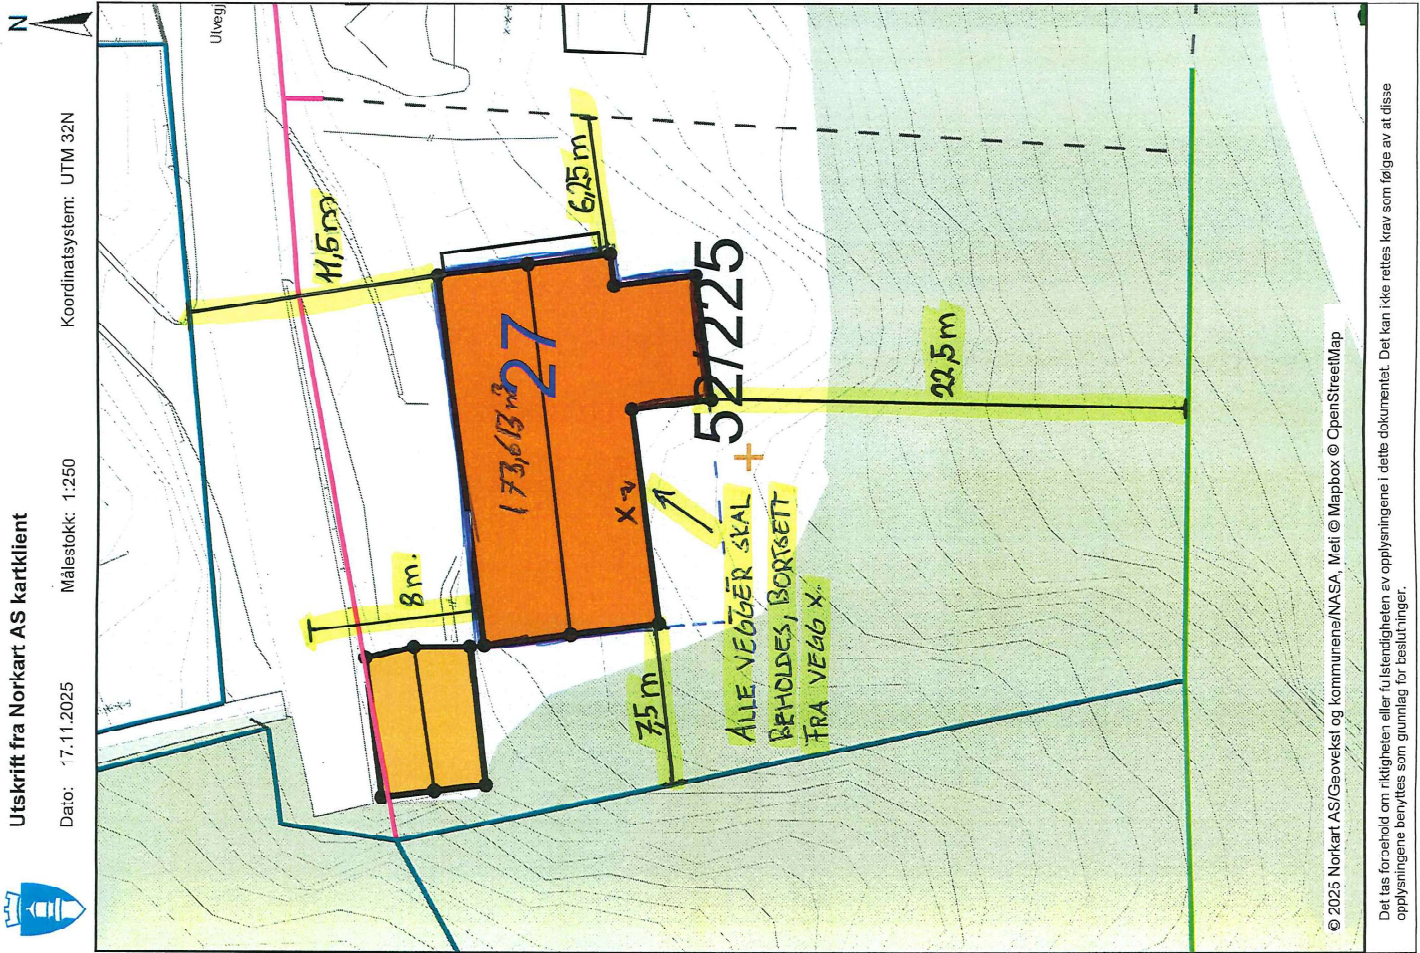 Utskrift fra Norkart AS kartklient
Dato: 17.11.2025 Målestokk: 1:250 Koordinatsystem: UTM 32N
N
Ulvegj
11,5 m
6,25 m
8 m.
27
173,613 m²
52/225
X
22,5 m
7,5 m
ALLE VEGGER SKAL
BEHOLDES, BORTSETT
FRA VEGG X.
© 2025 Norkart AS/Geovekst og kommunene/NASA, Meti © Mapbox © OpenStreetMap
Det tas forbehold om riktigheten eller fullstendigheten av opplysningene i dette dokumentet. Det kan ikke rettes krav som følge av at disse
opplysningene benyttes som grunnlag for beslutninger.